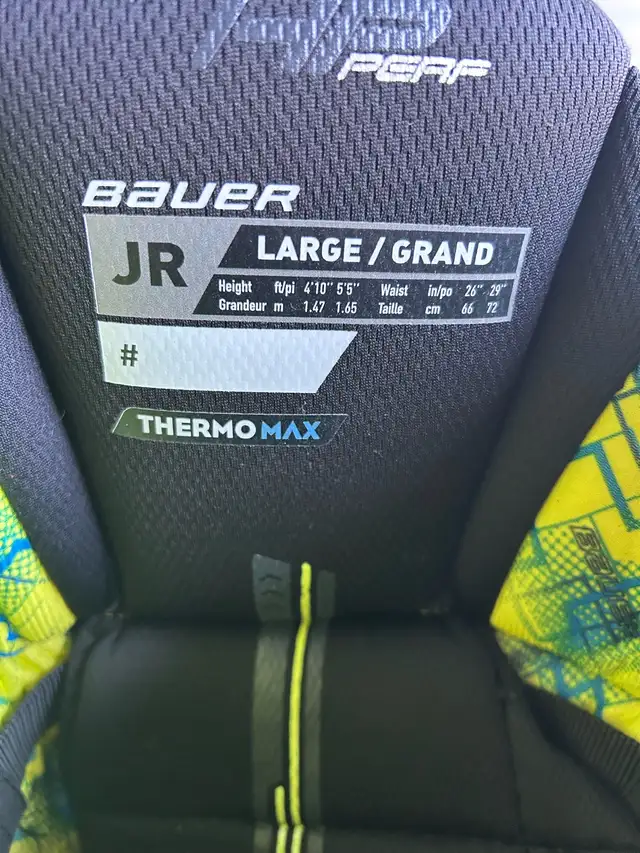 PERF
BAUER
JR
LARGE / GRAND
Height ft/pi 4'10" 5'5" Waist in/po 26" 29"
Grandeur m 1.47 1.65 Taille cm 66 72
#
THERMO MAX
BAUER